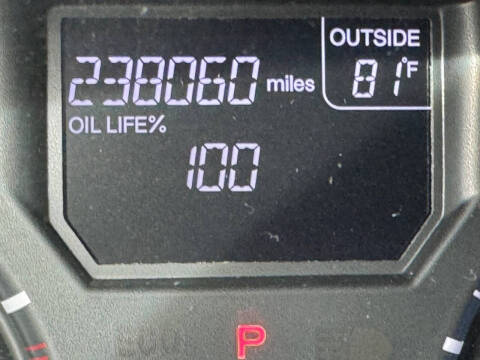 OUTSIDE
238060 miles 81°F
OIL LIFE%
100
P